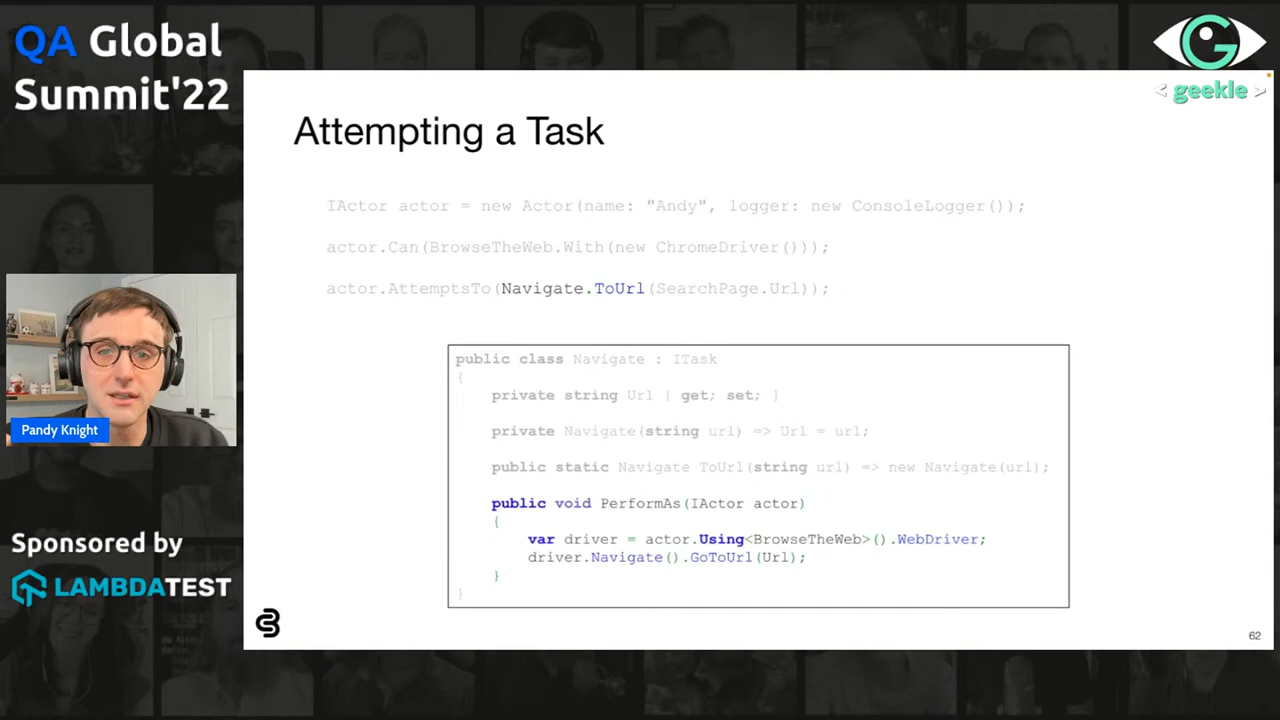 QA Global
Summit'22
< geekle >
Attempting a Task
IActor actor = new Actor(name: "Andy", logger: new ConsoleLogger());
actor.Can(BrowseTheWeb.With(new ChromeDriver()));
actor.AttemptsTo(Navigate.ToUrl(SearchPage.Url));
public class Navigate : ITask
{
private string Url { get; set; }
private Navigate(string url) => Url = url;
public static Navigate ToUrl(string url) => new Navigate(url);
public void PerformAs(IActor actor)
{
var driver = actor.Using<BrowseTheWeb>().WebDriver;
driver.Navigate().GoToUrl(Url);
}
}
Pandy Knight
Sponsored by
LAMBDATEST
62